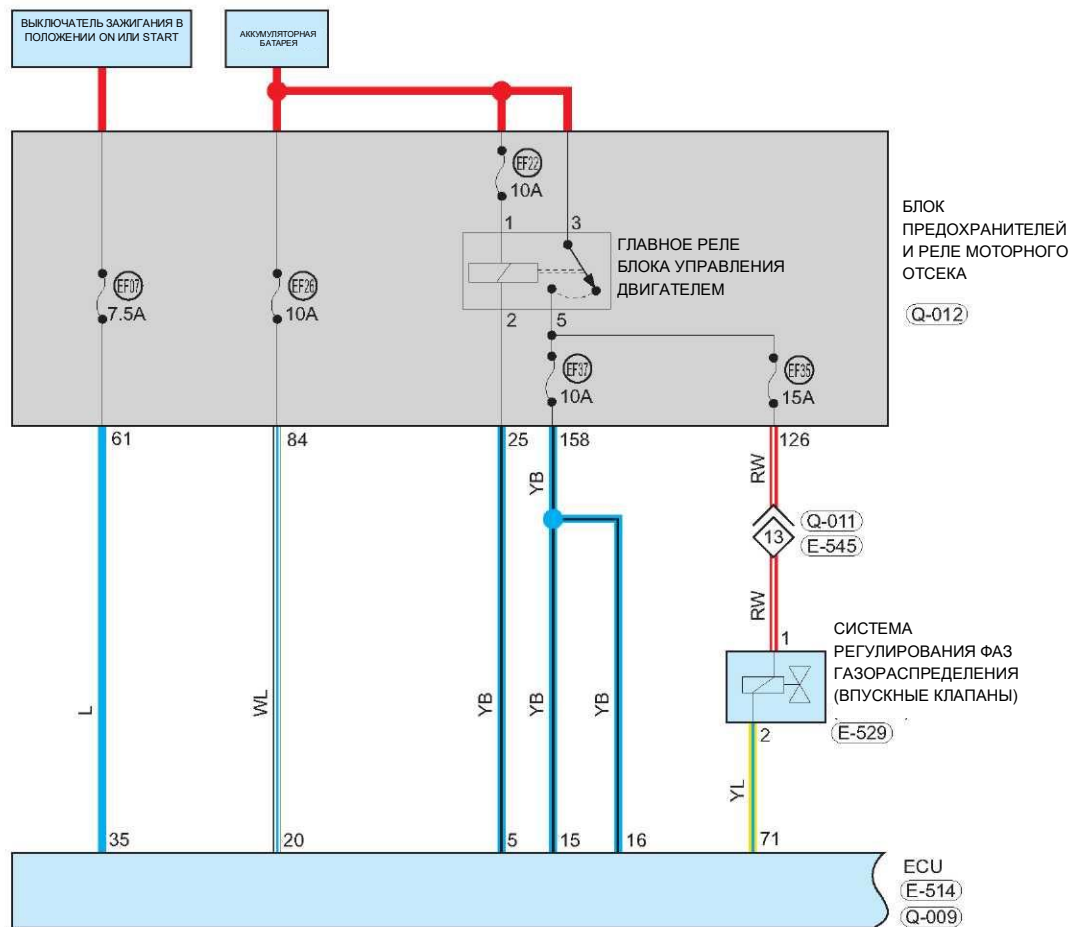 ВЫКЛЮЧАТЕЛЬ ЗАЖИГАНИЯ В
ПОЛОЖЕНИИ ON ИЛИ START
АККУМУЛЯТОРНАЯ
БАТАРЕЯ
EF22
10A
1
3
ГЛАВНОЕ РЕЛЕ
БЛОКА УПРАВЛЕНИЯ
ДВИГАТЕЛЕМ
БЛОК
ПРЕДОХРАНИТЕЛЕЙ
И РЕЛЕ МОТОРНОГО
ОТСЕКА
Q-012
EF07
7.5A
EF26
10A
2
5
EF37
10A
EF35
15A
61
84
25
158
126
YB
RW
13
Q-011
E-545
RW
1
СИСТЕМА
РЕГУЛИРОВАНИЯ ФАЗ
ГАЗОРАСПРЕДЕЛЕНИЯ
(ВПУСКНЫЕ КЛАПАНЫ)
E-529
2
L
WL
YB
YB
YB
YL
35
20
5
15
16
71
ECU
E-514
Q-009